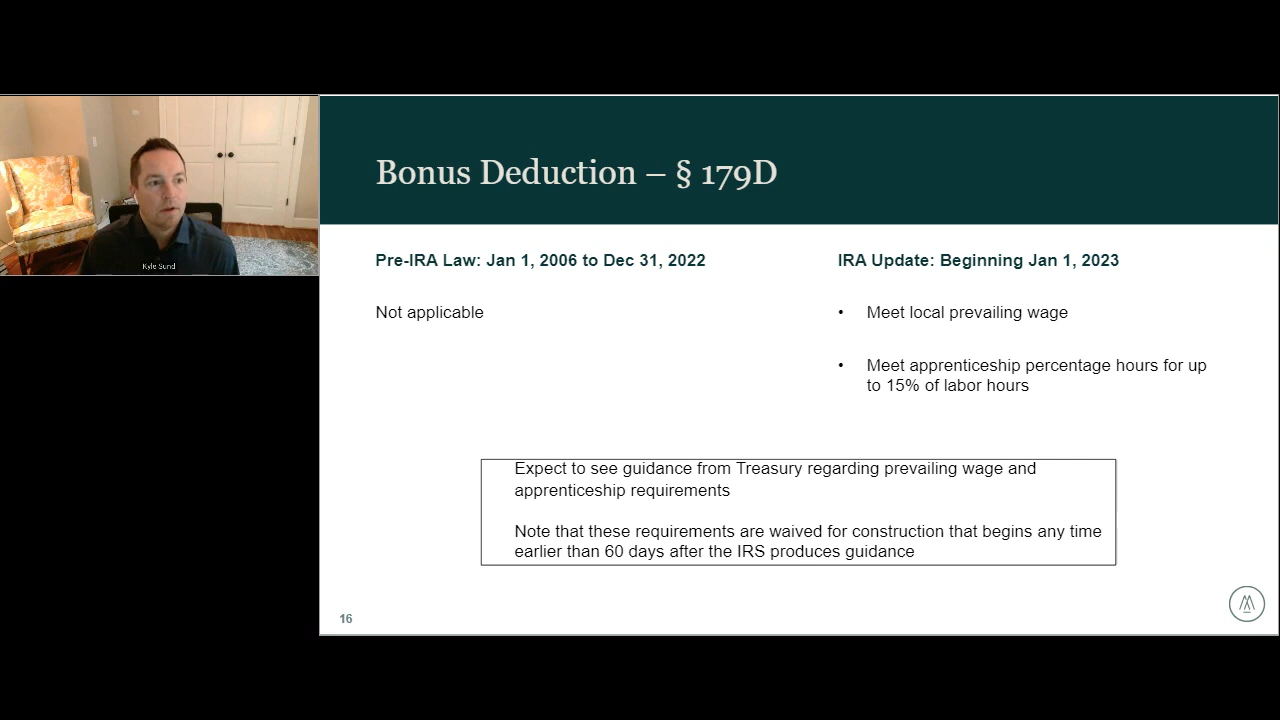 Kyle Sund
Bonus Deduction – § 179D
Pre-IRA Law: Jan 1, 2006 to Dec 31, 2022
Not applicable
IRA Update: Beginning Jan 1, 2023
• Meet local prevailing wage
• Meet apprenticeship percentage hours for up
to 15% of labor hours
Expect to see guidance from Treasury regarding prevailing wage and
apprenticeship requirements
Note that these requirements are waived for construction that begins any time
earlier than 60 days after the IRS produces guidance
16